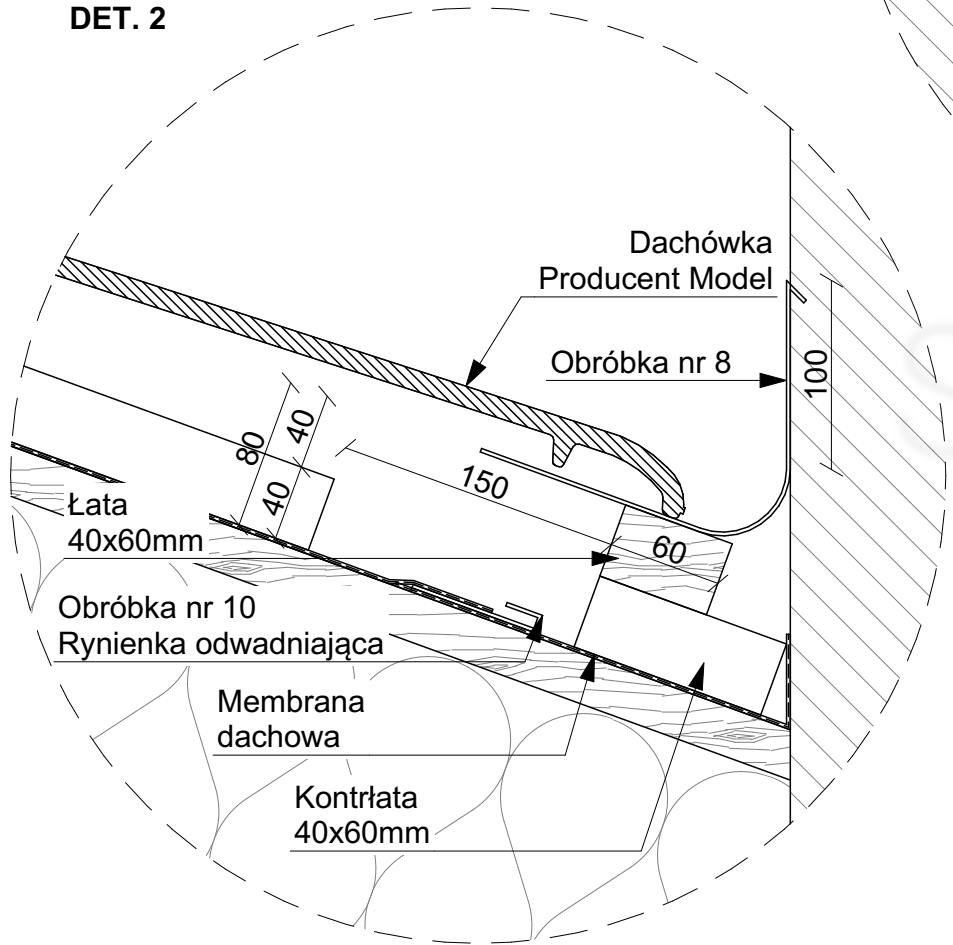 DET. 2
Dachówka
Producent Model
Obróbka nr 8
100
80
40
40
150
60
Łata
40x60mm
Obróbka nr 10
Rynienka odwadniająca
Membrana
dachowa
Kontrłata
40x60mm